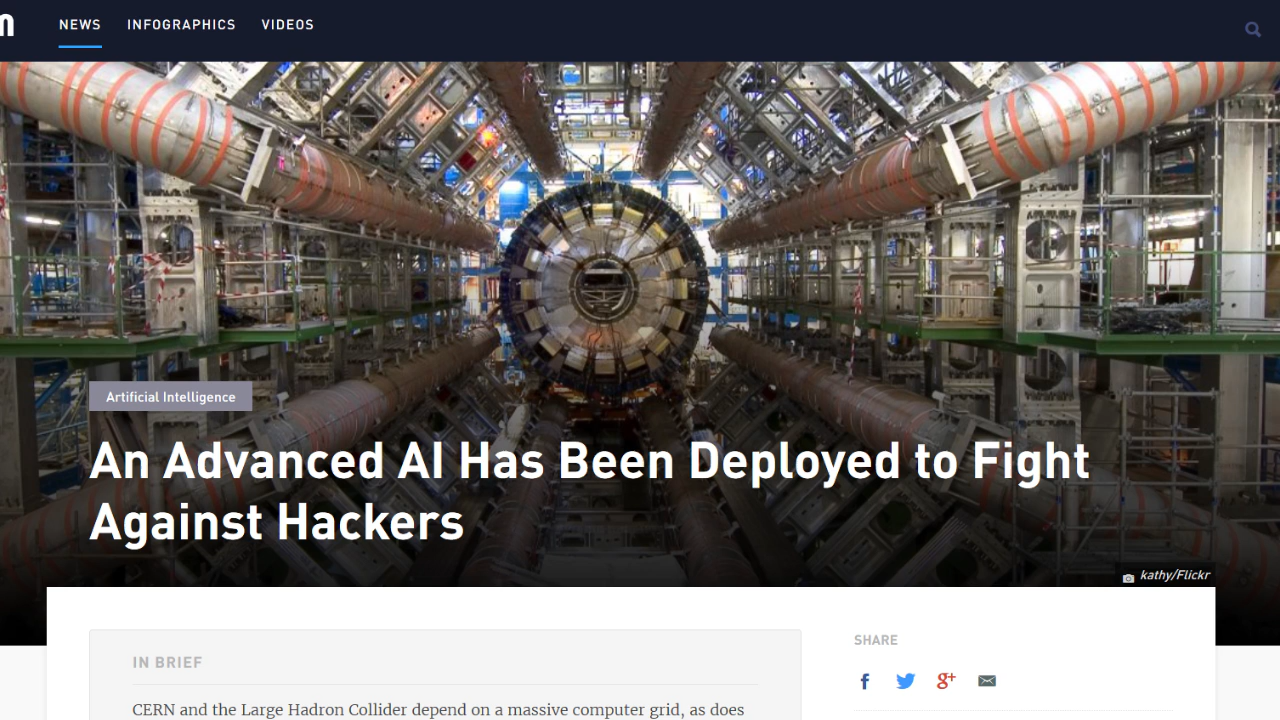 NEWS INFOGRAPHICS VIDEOS
Artificial Intelligence
An Advanced AI Has Been Deployed to Fight
Against Hackers
kathy/Flickr
IN BRIEF
CERN and the Large Hadron Collider depend on a massive computer grid, as does
SHARE